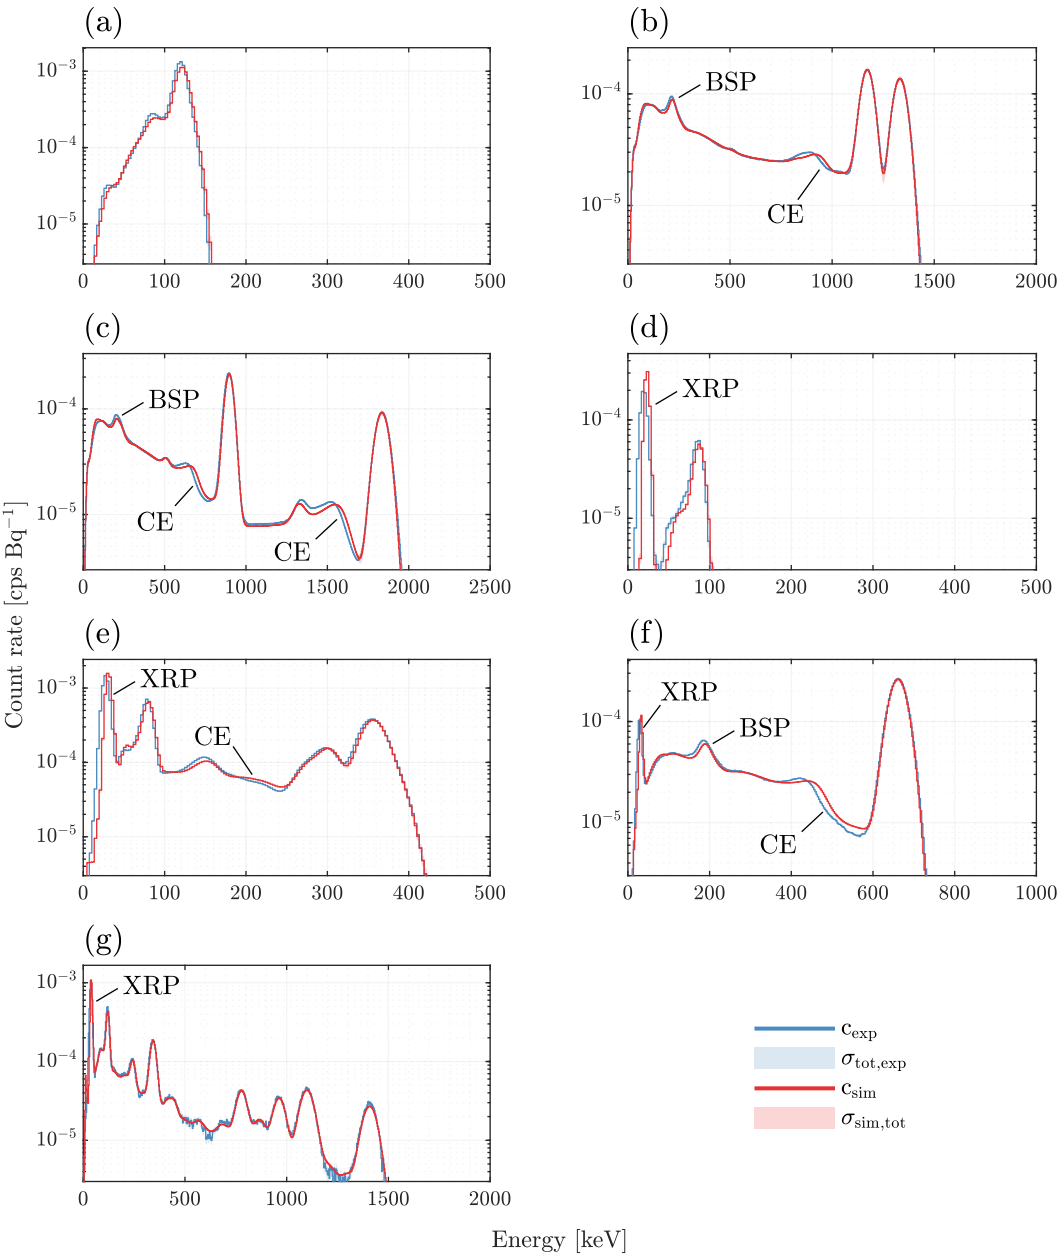 (a)
10⁻³
10⁻⁴
10⁻⁵
0 100 200 300 400 500
(b)
BSP
CE
10⁻⁴
10⁻⁵
0 500 1000 1500 2000
(c)
BSP
CE
CE
10⁻⁴
10⁻⁵
0 500 1000 1500 2000 2500
(d)
XRP
10⁻⁴
10⁻⁵
0 100 200 300 400 500
Count rate [cps Bq⁻¹]
(e)
XRP
CE
10⁻³
10⁻⁴
10⁻⁵
0 100 200 300 400 500
(f)
XRP
BSP
CE
10⁻⁴
10⁻⁵
0 200 400 600 800 1000
(g)
XRP
10⁻³
10⁻⁴
10⁻⁵
0 500 1000 1500 2000
c_exp
σ_tot,exp
c_sim
σ_sim,tot
Energy [keV]